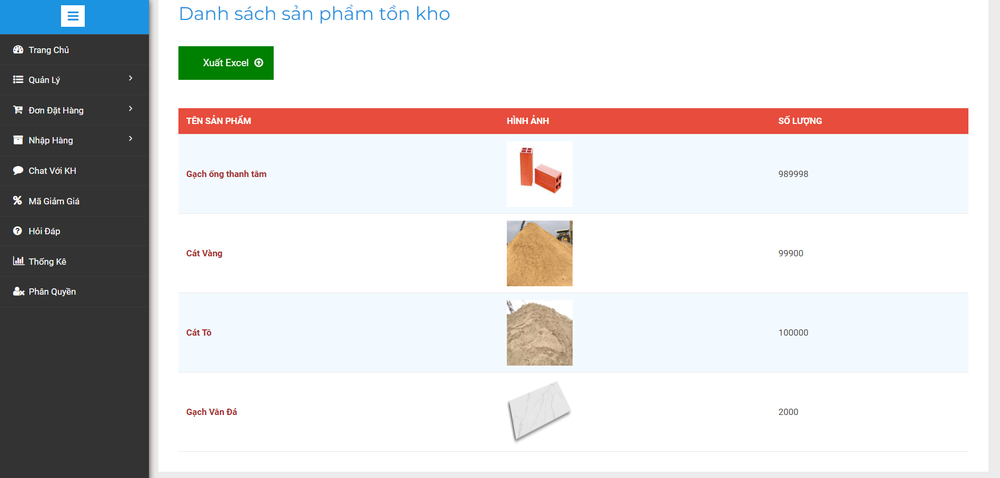 Danh sách sản phẩm tồn kho
Xuất Excel
Trang Chủ
Quản Lý
Đơn Đặt Hàng
Nhập Hàng
Chat Với KH
Mã Giảm Giá
Hỏi Đáp
Thống Kê
Phân Quyền
TÊN SẢN PHẨM HÌNH ẢNH SỐ LƯỢNG
Gạch ống thanh tâm 989998
Cát Vàng 99900
Cát Tô 100000
Gạch Vân Đá 2000